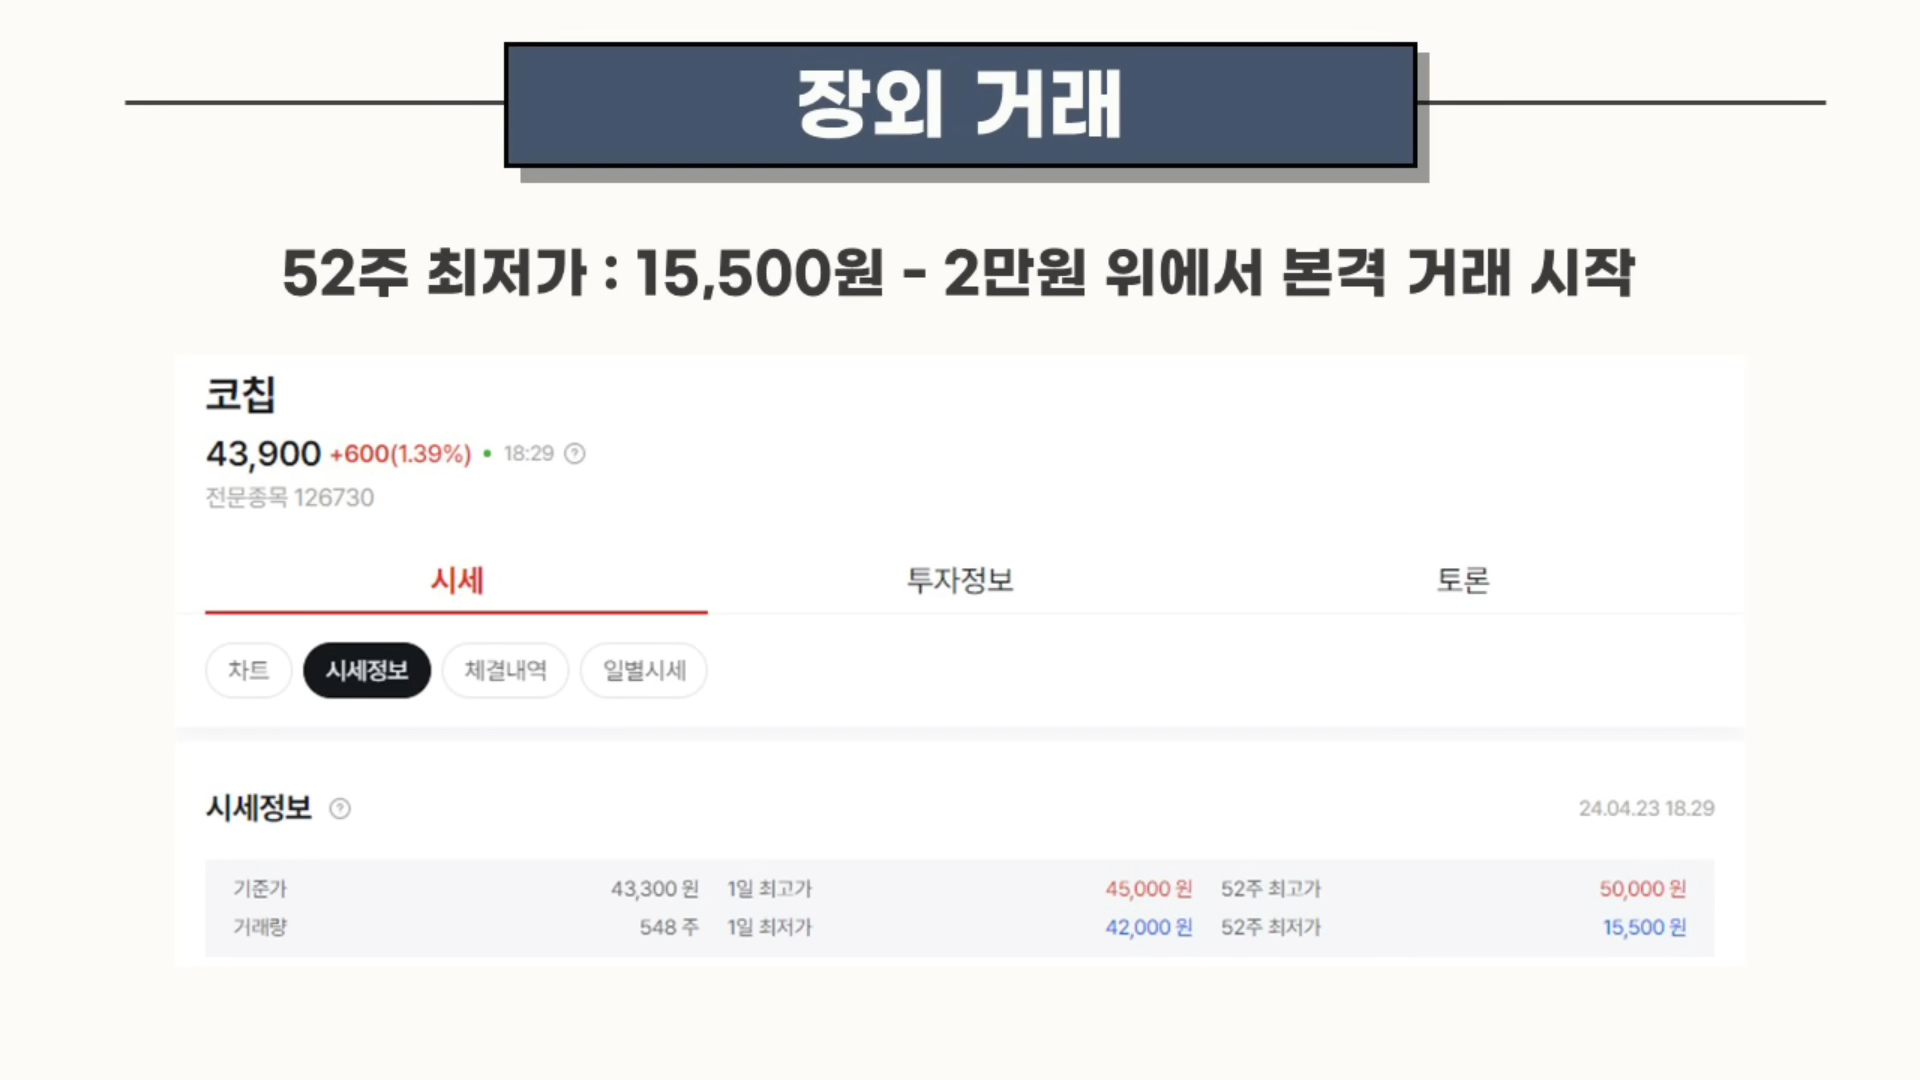 장외 거래
52주 최저가 : 15,500원 - 2만원 위에서 본격 거래 시작
코칩
43,900 +600(1.39%) • 18:29 ?
전문종목 126730
시세 투자정보 토론
차트 시세정보 체결내역 일별시세
시세정보 ? 24.04.23 18.29
기준가 43,300 원 1일 최고가 45,000 원 52주 최고가 50,000 원
거래량 548 주 1일 최저가 42,000 원 52주 최저가 15,500 원